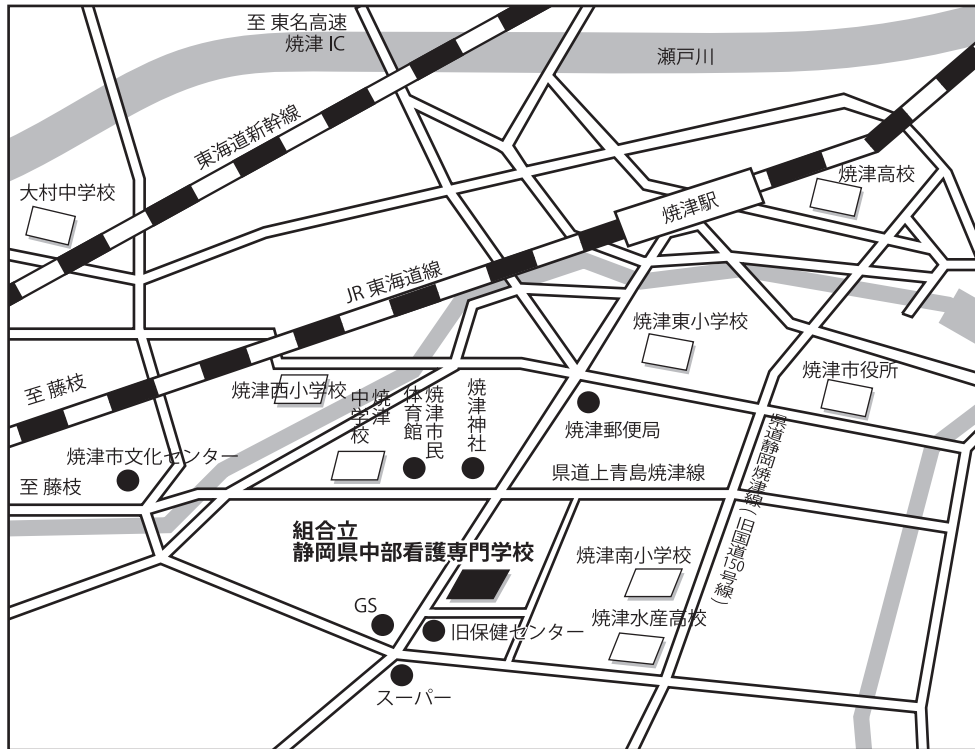 至 東名高速
焼津 IC
瀬戸川
東海道新幹線
大村中学校
焼津高校
焼津駅
JR 東海道線
焼津東小学校
焼津市役所
至 藤枝
焼津西小学校
焼津
中学校
焼津市民
体育館
焼津神社
焼津郵便局
県道静岡焼津線(旧国道150号線)
焼津市文化センター
至 藤枝
県道上青島焼津線
組合立
静岡県中部看護専門学校
焼津南小学校
GS
旧保健センター
焼津水産高校
スーパー